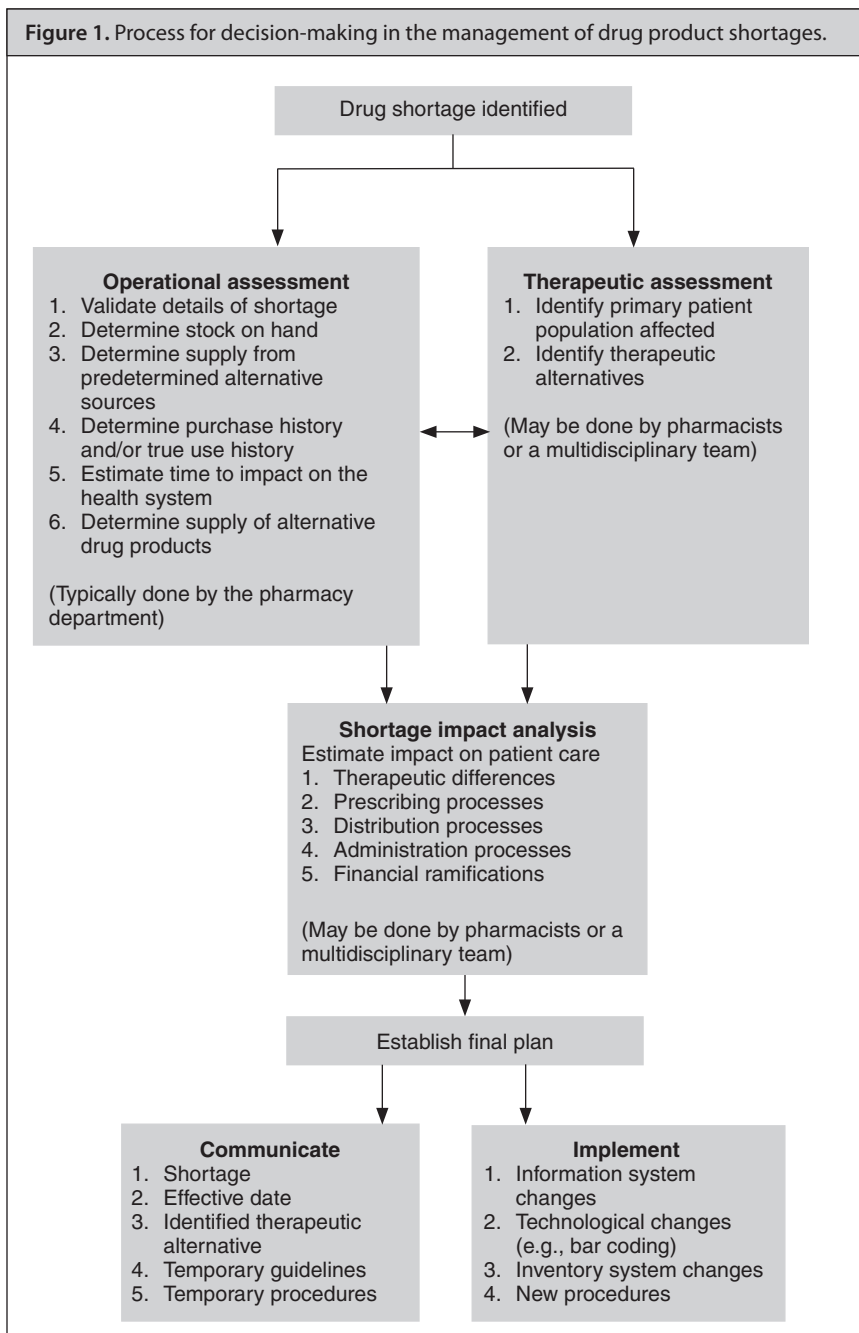 Figure 1. Process for decision-making in the management of drug product shortages.
Drug shortage identified
Operational assessment
1. Validate details of shortage
2. Determine stock on hand
3. Determine supply from
predetermined alternative
sources
4. Determine purchase history
and/or true use history
5. Estimate time to impact on the
health system
6. Determine supply of alternative
drug products
(Typically done by the pharmacy
department)
Therapeutic assessment
1. Identify primary patient
population affected
2. Identify therapeutic
alternatives
(May be done by pharmacists
or a multidisciplinary team)
Shortage impact analysis
Estimate impact on patient care
1. Therapeutic differences
2. Prescribing processes
3. Distribution processes
4. Administration processes
5. Financial ramifications
(May be done by pharmacists or a
multidisciplinary team)
Establish final plan
Communicate
1. Shortage
2. Effective date
3. Identified therapeutic
alternative
4. Temporary guidelines
5. Temporary procedures
Implement
1. Information system
changes
2. Technological changes
(e.g., bar coding)
3. Inventory system changes
4. New procedures